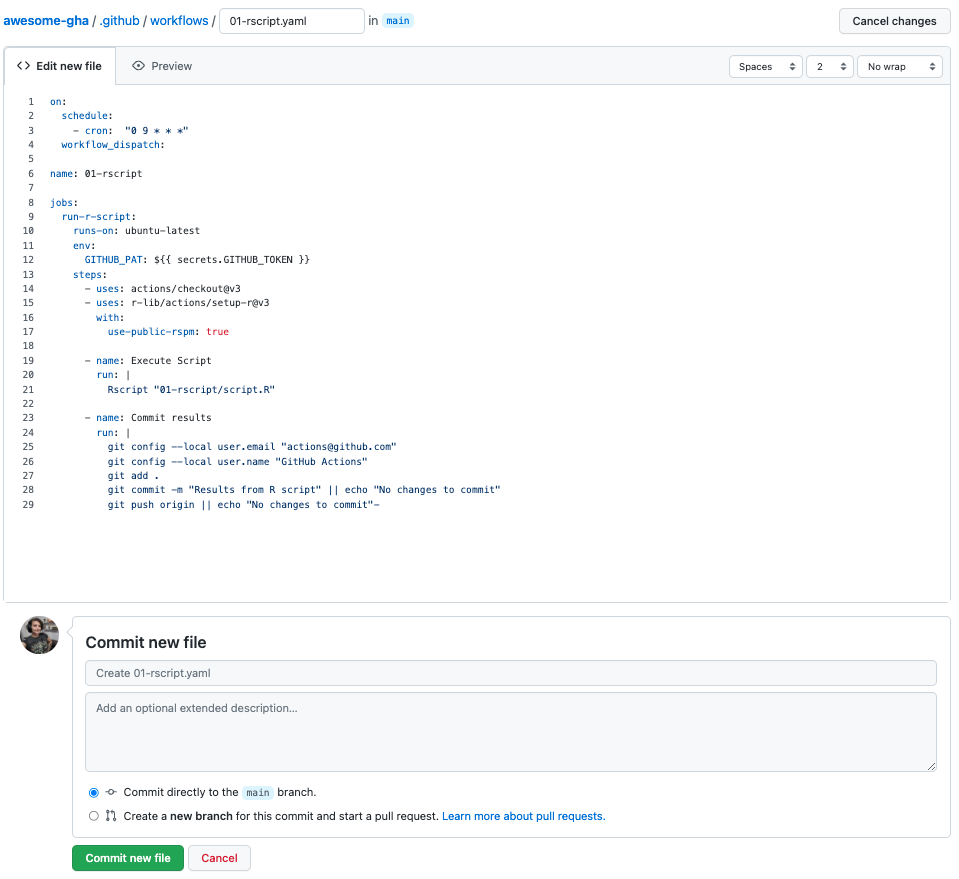 awesome-gha / .github / workflows / 01-rscript.yaml in main Cancel changes
Edit new file Preview Spaces 2 No wrap
1 on:
2   schedule:
3     - cron:  "0 9 * * *"
4   workflow_dispatch:
5
6 name: 01-rscript
7
8 jobs:
9   run-r-script:
10     runs-on: ubuntu-latest
11     env:
12       GITHUB_PAT: ${{ secrets.GITHUB_TOKEN }}
13     steps:
14       - uses: actions/checkout@v3
15       - uses: r-lib/actions/setup-r@v3
16         with:
17           use-public-rspm: true
18
19       - name: Execute Script
20         run: |
21           Rscript "01-rscript/script.R"
22
23       - name: Commit results
24         run: |
25           git config --local user.email "actions@github.com"
26           git config --local user.name "GitHub Actions"
27           git add .
28           git commit -m "Results from R script" || echo "No changes to commit"
29           git push origin || echo "No changes to commit"-
Commit new file
Create 01-rscript.yaml
Add an optional extended description...
Commit directly to the main branch.
Create a new branch for this commit and start a pull request. Learn more about pull requests.
Commit new file Cancel